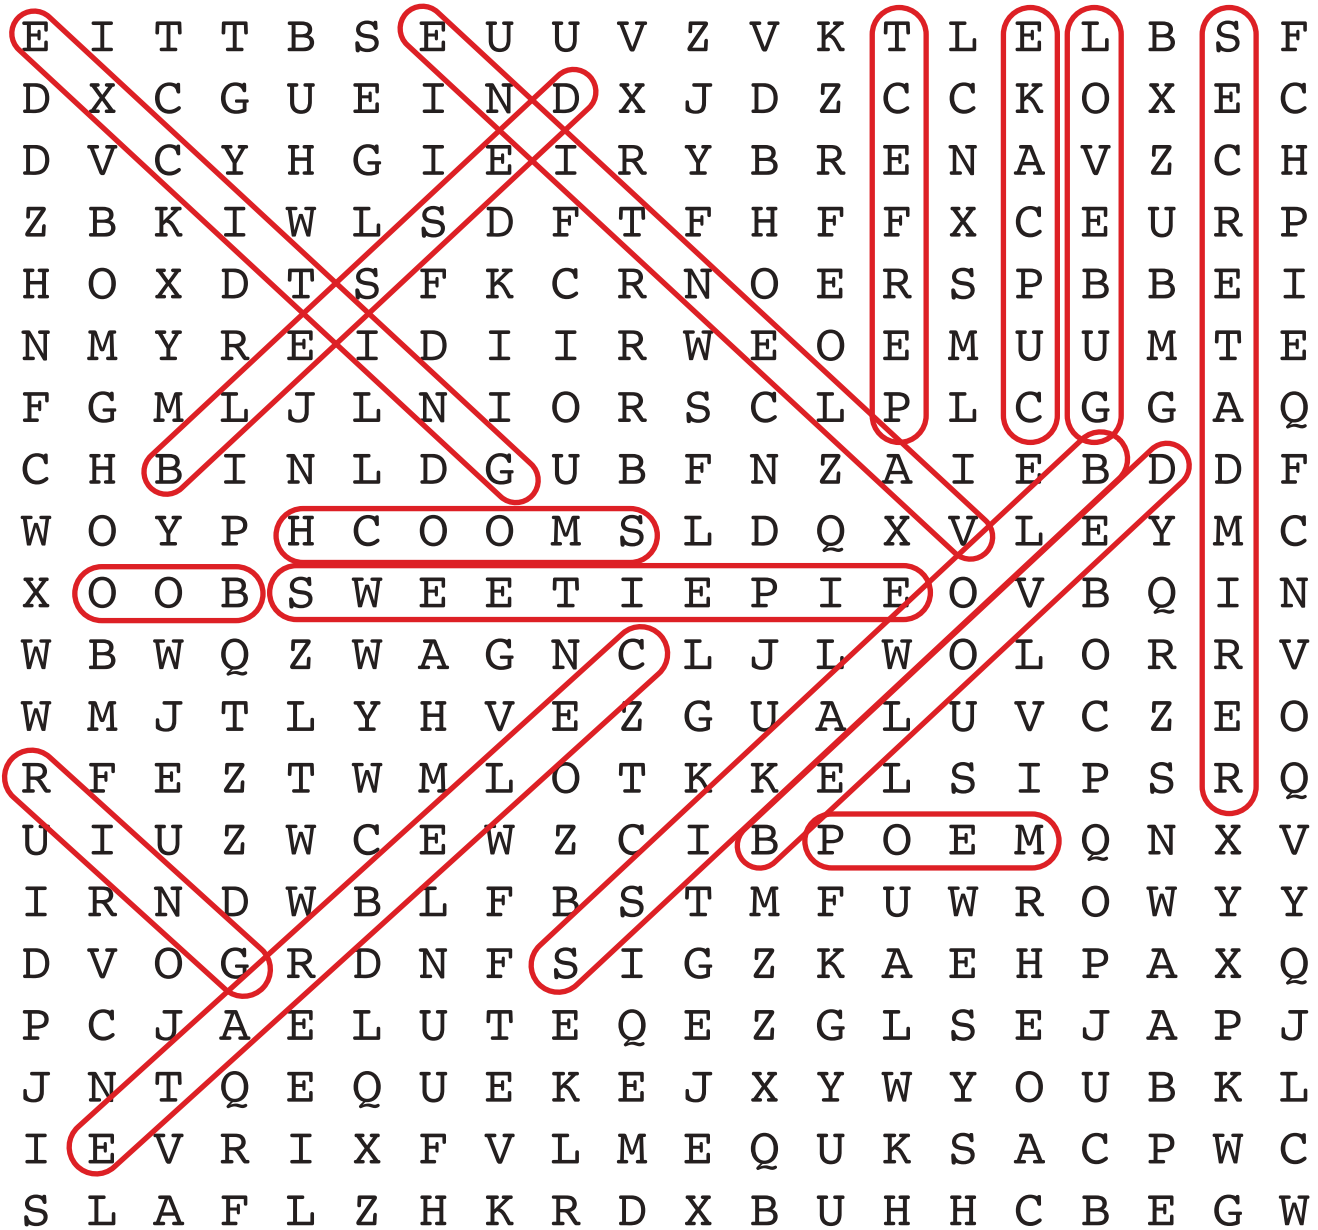 E I T T B S E U U V Z V K T L E L B S F
D X C G U E I N D X J D Z C C K O X E C
D V C Y H G I E I R Y B R E N A V Z C H
Z B K I W L S D F T F H F F X C E U R P
H O X D T S F K C R N O E R S P B B E I
N M Y R E I D I I R W E O E M U U M T E
F G M L J L N I O R S C L P L C G G A Q
C H B I N L D G U B F N Z A I E B D D F
W O Y P H C O O M S L D Q X V L E Y M C
X O O B S W E E T I E P I E O V B Q I N
W B W Q Z W A G N C L J L W O L O R R V
W M J T L Y H V E Z G U A L U V C Z E O
R F E Z T W M L O T K K E L S I P S R Q
U I U Z W C E W Z C I B P O E M Q N X V
I R N D W B L F B S T M F U W R O W Y Y
D V O G R D N F S I G Z K A E H P A X Q
P C J A E L U T E Q E Z G L S E J A P J
J N T Q E Q U E K E J X Y W Y O U B K L
I E V R I X F V L M E Q U K S A C P W C
S L A F L Z H K R D X B U H H C B E G W